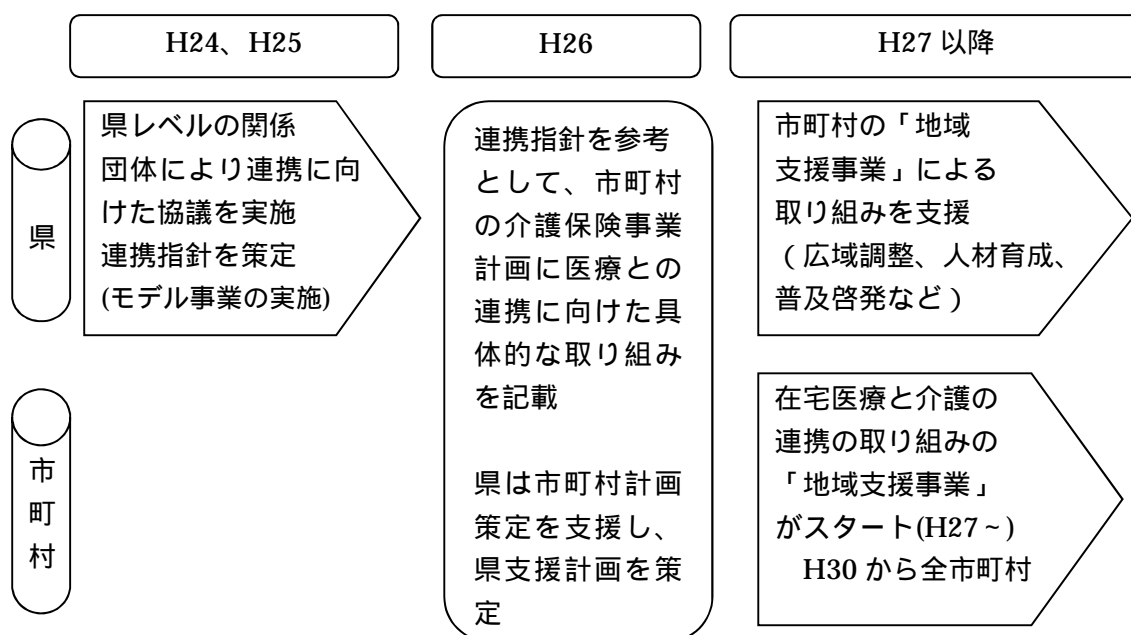 H24、H25
H26
H27 以降
県
県レベルの関係
団体により連携に向
けた協議を実施
連携指針を策定
(モデル事業の実施)
連携指針を参考
として、市町村
の介護保険事業
計画に医療との
連携に向けた具
体的な取り組み
を記載
県は市町村計画
策定を支援し、
県支援計画を策
定
市町村の「地域
支援事業」による
取り組みを支援
（広域調整、人材育成、
普及啓発など）
市
町
村
在宅医療と介護の
連携の取り組みの
「地域支援事業」
がスタート(H27~)
H30 から全市町村